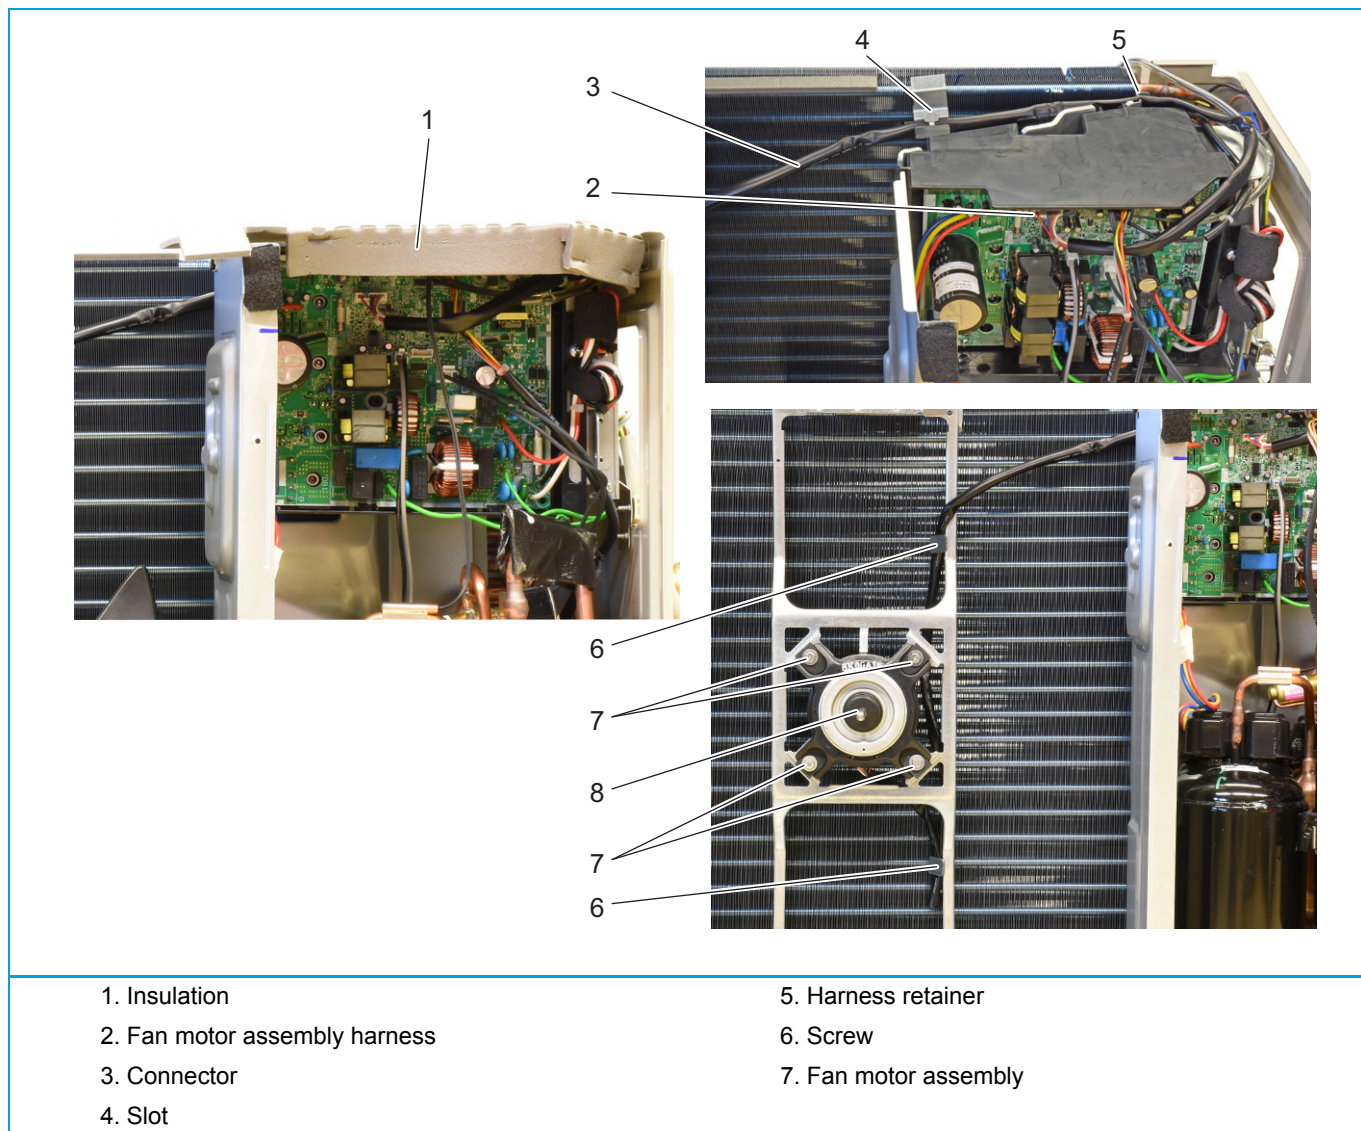 4
5
3
1
2
6
7
8
7
6
1. Insulation
2. Fan motor assembly harness
3. Connector
4. Slot
5. Harness retainer
6. Screw
7. Fan motor assembly